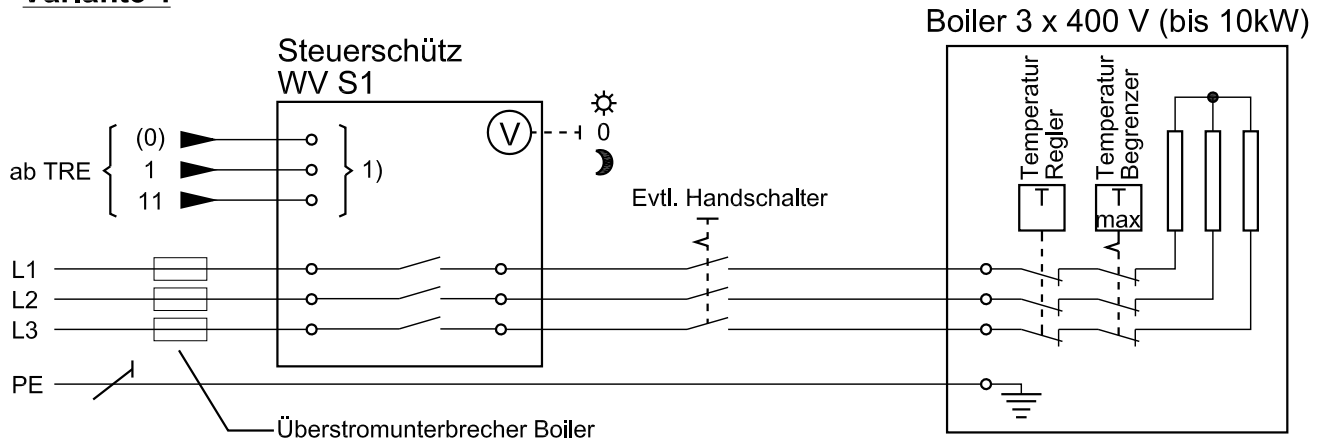 Variante 1
Boiler 3 x 400 V (bis 10kW)
Steuerschütz
WV S1
(0)
ab TRE
1
11
1)
V
0
Evtl. Handschalter
Temperatur
Regler
Temperatur
Begrenzer
T
T
max
L1
L2
L3
PE
Überstromunterbrecher Boiler